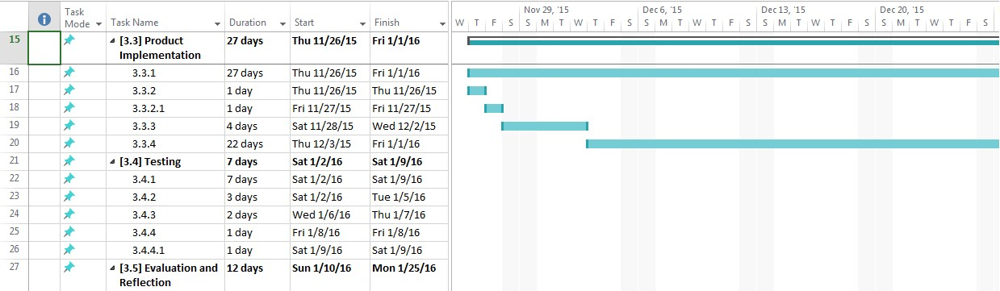 Task Mode Task Name Duration Start Finish
Nov 29, '15 Dec 6, '15 Dec 13, '15 Dec 20, '15
W T F S S M T W T F S S M T W T F S S M T W T F S S M T W T F S
15 [3.3] Product Implementation 27 days Thu 11/26/15 Fri 1/1/16
16 3.3.1 27 days Thu 11/26/15 Fri 1/1/16
17 3.3.2 1 day Thu 11/26/15 Thu 11/26/15
18 3.3.2.1 1 day Fri 11/27/15 Fri 11/27/15
19 3.3.3 4 days Sat 11/28/15 Wed 12/2/15
20 3.3.4 22 days Thu 12/3/15 Fri 1/1/16
21 [3.4] Testing 7 days Sat 1/2/16 Sat 1/9/16
22 3.4.1 7 days Sat 1/2/16 Sat 1/9/16
23 3.4.2 3 days Sat 1/2/16 Tue 1/5/16
24 3.4.3 2 days Wed 1/6/16 Thu 1/7/16
25 3.4.4 1 day Fri 1/8/16 Fri 1/8/16
26 3.4.4.1 1 day Sat 1/9/16 Sat 1/9/16
27 [3.5] Evaluation and Reflection 12 days Sun 1/10/16 Mon 1/25/16